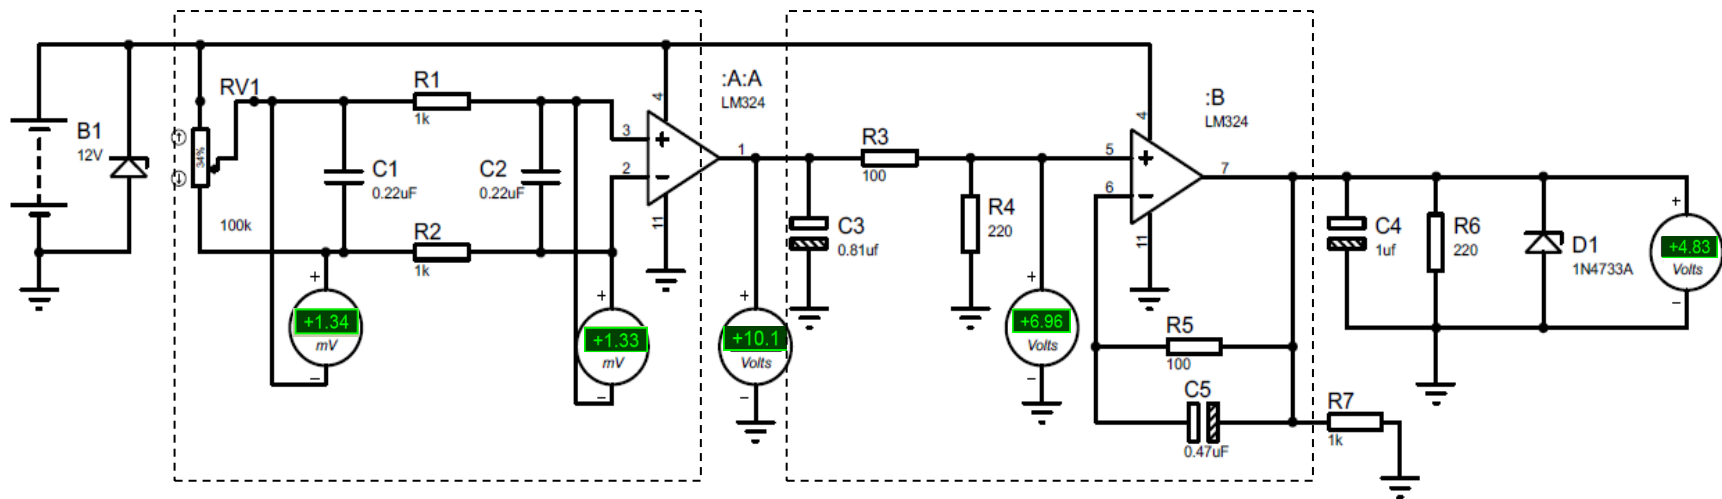 B1
12V
RV1
34%
100k
R1
1k
C1
0.22uF
C2
0.22uF
R2
1k
+
+1.34
mV
−
+
+1.33
mV
−
:A:A
LM324
3
2
4
11
1
+
−
+
+10.1
Volts
−
C3
0.81uf
R3
100
R4
220
+
+6.96
Volts
−
:B
LM324
5
6
4
11
7
+
−
R5
100
C5
0.47uF
R7
1k
C4
1uf
R6
220
D1
1N4733A
+
+4.83
Volts
−